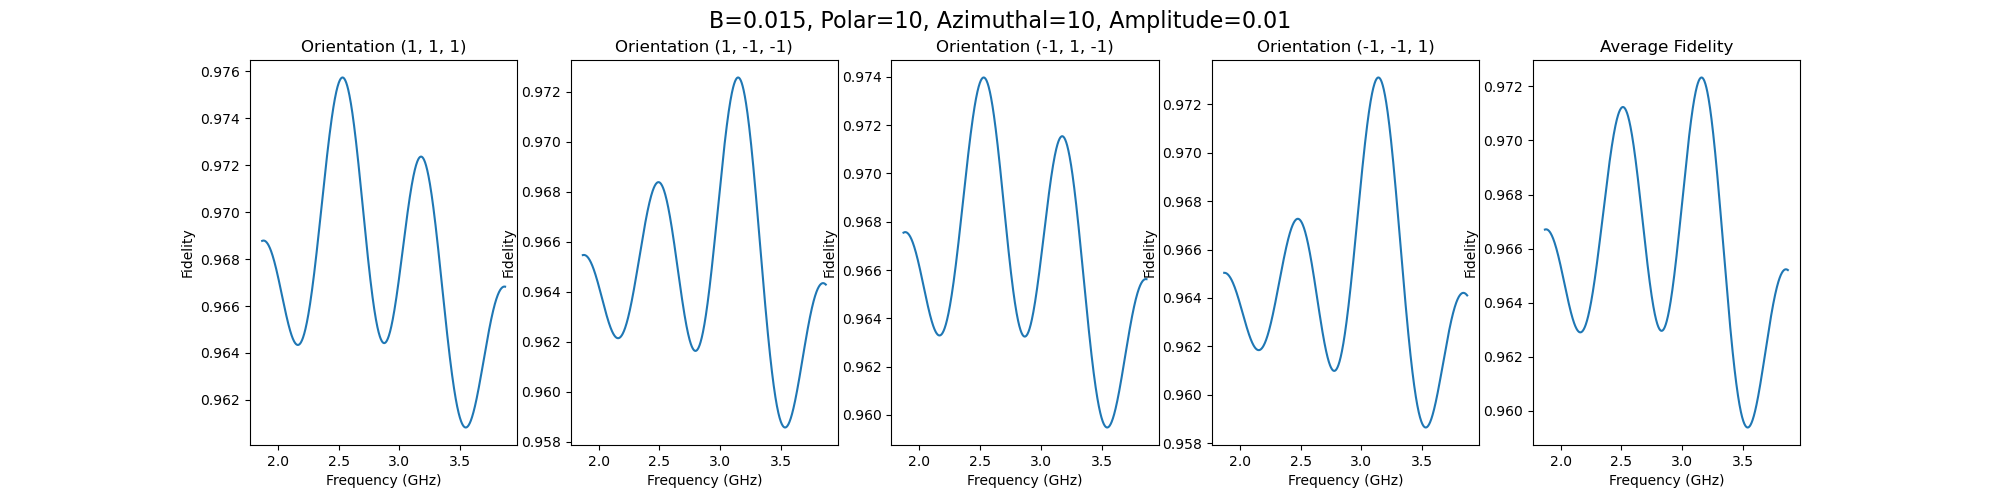 B=0.015, Polar=10, Azimuthal=10, Amplitude=0.01
Orientation (1, 1, 1)
Fidelity
0.976
0.974
0.972
0.970
0.968
0.966
0.964
0.962
2.0 2.5 3.0 3.5
Frequency (GHz)
Orientation (1, -1, -1)
Fidelity
0.972
0.970
0.968
0.966
0.964
0.962
0.960
0.958
2.0 2.5 3.0 3.5
Frequency (GHz)
Orientation (-1, 1, -1)
Fidelity
0.974
0.972
0.970
0.968
0.966
0.964
0.962
0.960
2.0 2.5 3.0 3.5
Frequency (GHz)
Orientation (-1, -1, 1)
Fidelity
0.972
0.970
0.968
0.966
0.964
0.962
0.960
0.958
2.0 2.5 3.0 3.5
Frequency (GHz)
Average Fidelity
Fidelity
0.972
0.970
0.968
0.966
0.964
0.962
0.960
2.0 2.5 3.0 3.5
Frequency (GHz)